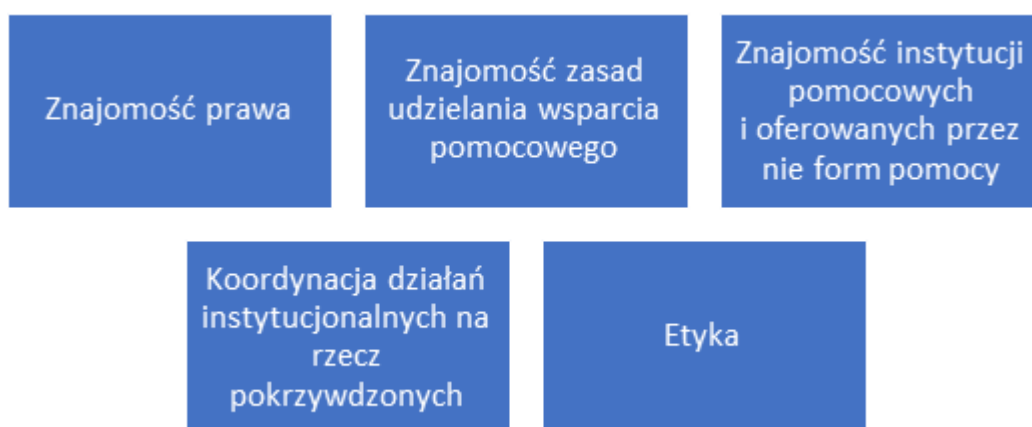 Znajomość prawa
Znajomość zasad
udzielania wsparcia
pomocowego
Znajomość instytucji
pomocowych
i oferowanych przez
nie form pomocy
Koordynacja działań
instytucjonalnych na
rzecz
pokrzywdzonych
Etyka